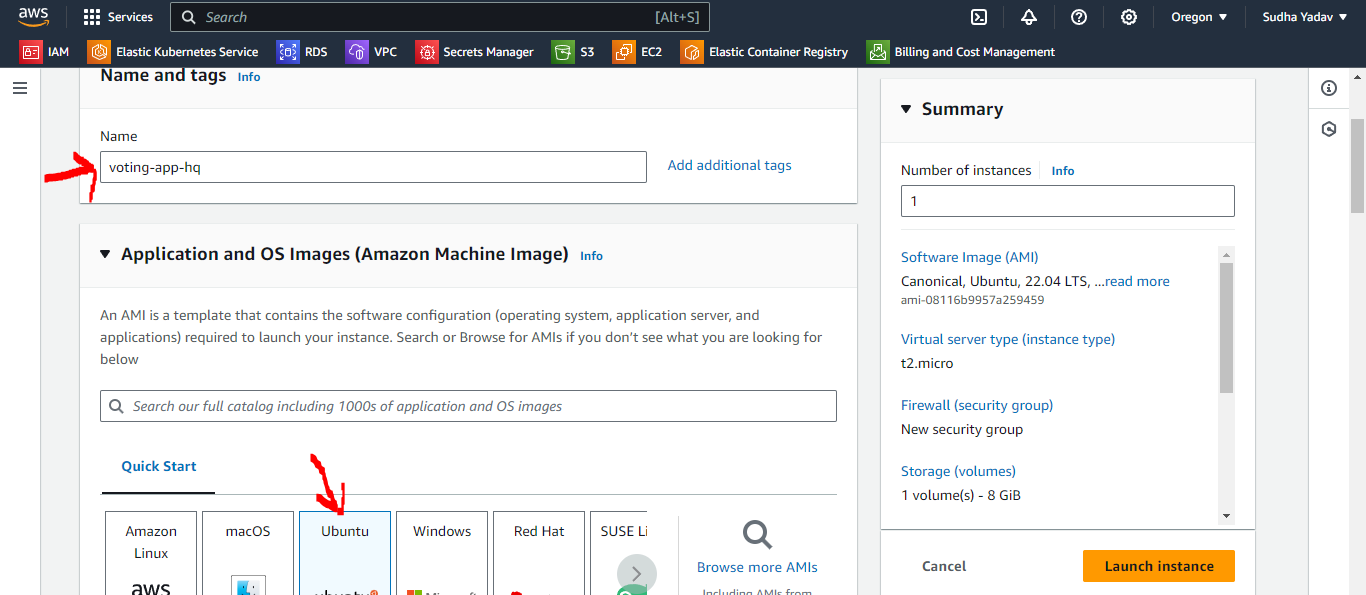 aws
Services
Search
[Alt+S]
Oregon
Sudha Yadav
IAM
Elastic Kubernetes Service
RDS
VPC
Secrets Manager
S3
EC2
Elastic Container Registry
Billing and Cost Management
Name and tags
Info
Name
voting-app-hq
Add additional tags
Application and OS Images (Amazon Machine Image)
Info
An AMI is a template that contains the software configuration (operating system, application server, and
applications) required to launch your instance. Search or Browse for AMIs if you don't see what you are looking for
below
Search our full catalog including 1000s of application and OS images
Quick Start
Amazon
Linux
aws
macOS
Ubuntu
ubuntu
Windows
Microsoft
Red Hat
SUSE Li
Browse more AMIs
Including AMIs from
Summary
Number of instances
Info
1
Software Image (AMI)
Canonical, Ubuntu, 22.04 LTS, ...read more
ami-08116b9957a259459
Virtual server type (instance type)
t2.micro
Firewall (security group)
New security group
Storage (volumes)
1 volume(s) - 8 GiB
Cancel
Launch instance